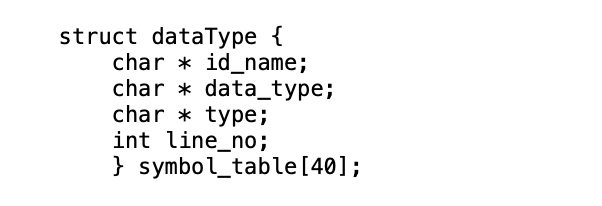 struct dataType {
    char * id_name;
    char * data_type;
    char * type;
    int line_no;
    } symbol_table[40];